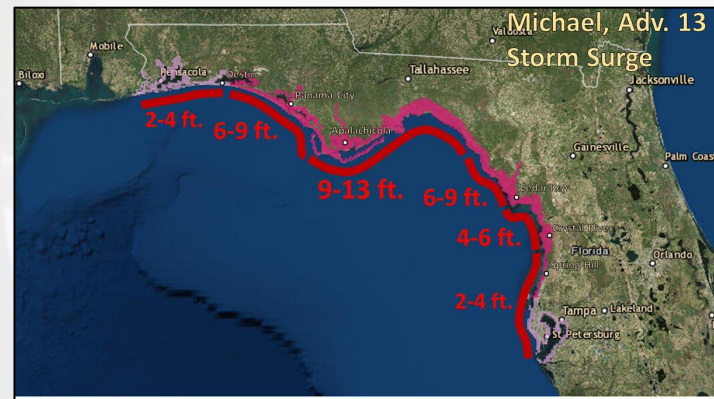 Michael, Adv. 13
Storm Surge
Mobile
Biloxi
Pensacola
Destin
Panama City
Apalachicola
Tallahassee
Valdosta
Jacksonville
Gainesville
Palm Coast
Cedar Key
Crystal River
Florida
Spring Hill
Orlando
Tampa
Lakeland
St Petersburg
2-4 ft.
6-9 ft.
9-13 ft.
6-9 ft.
4-6 ft.
2-4 ft.